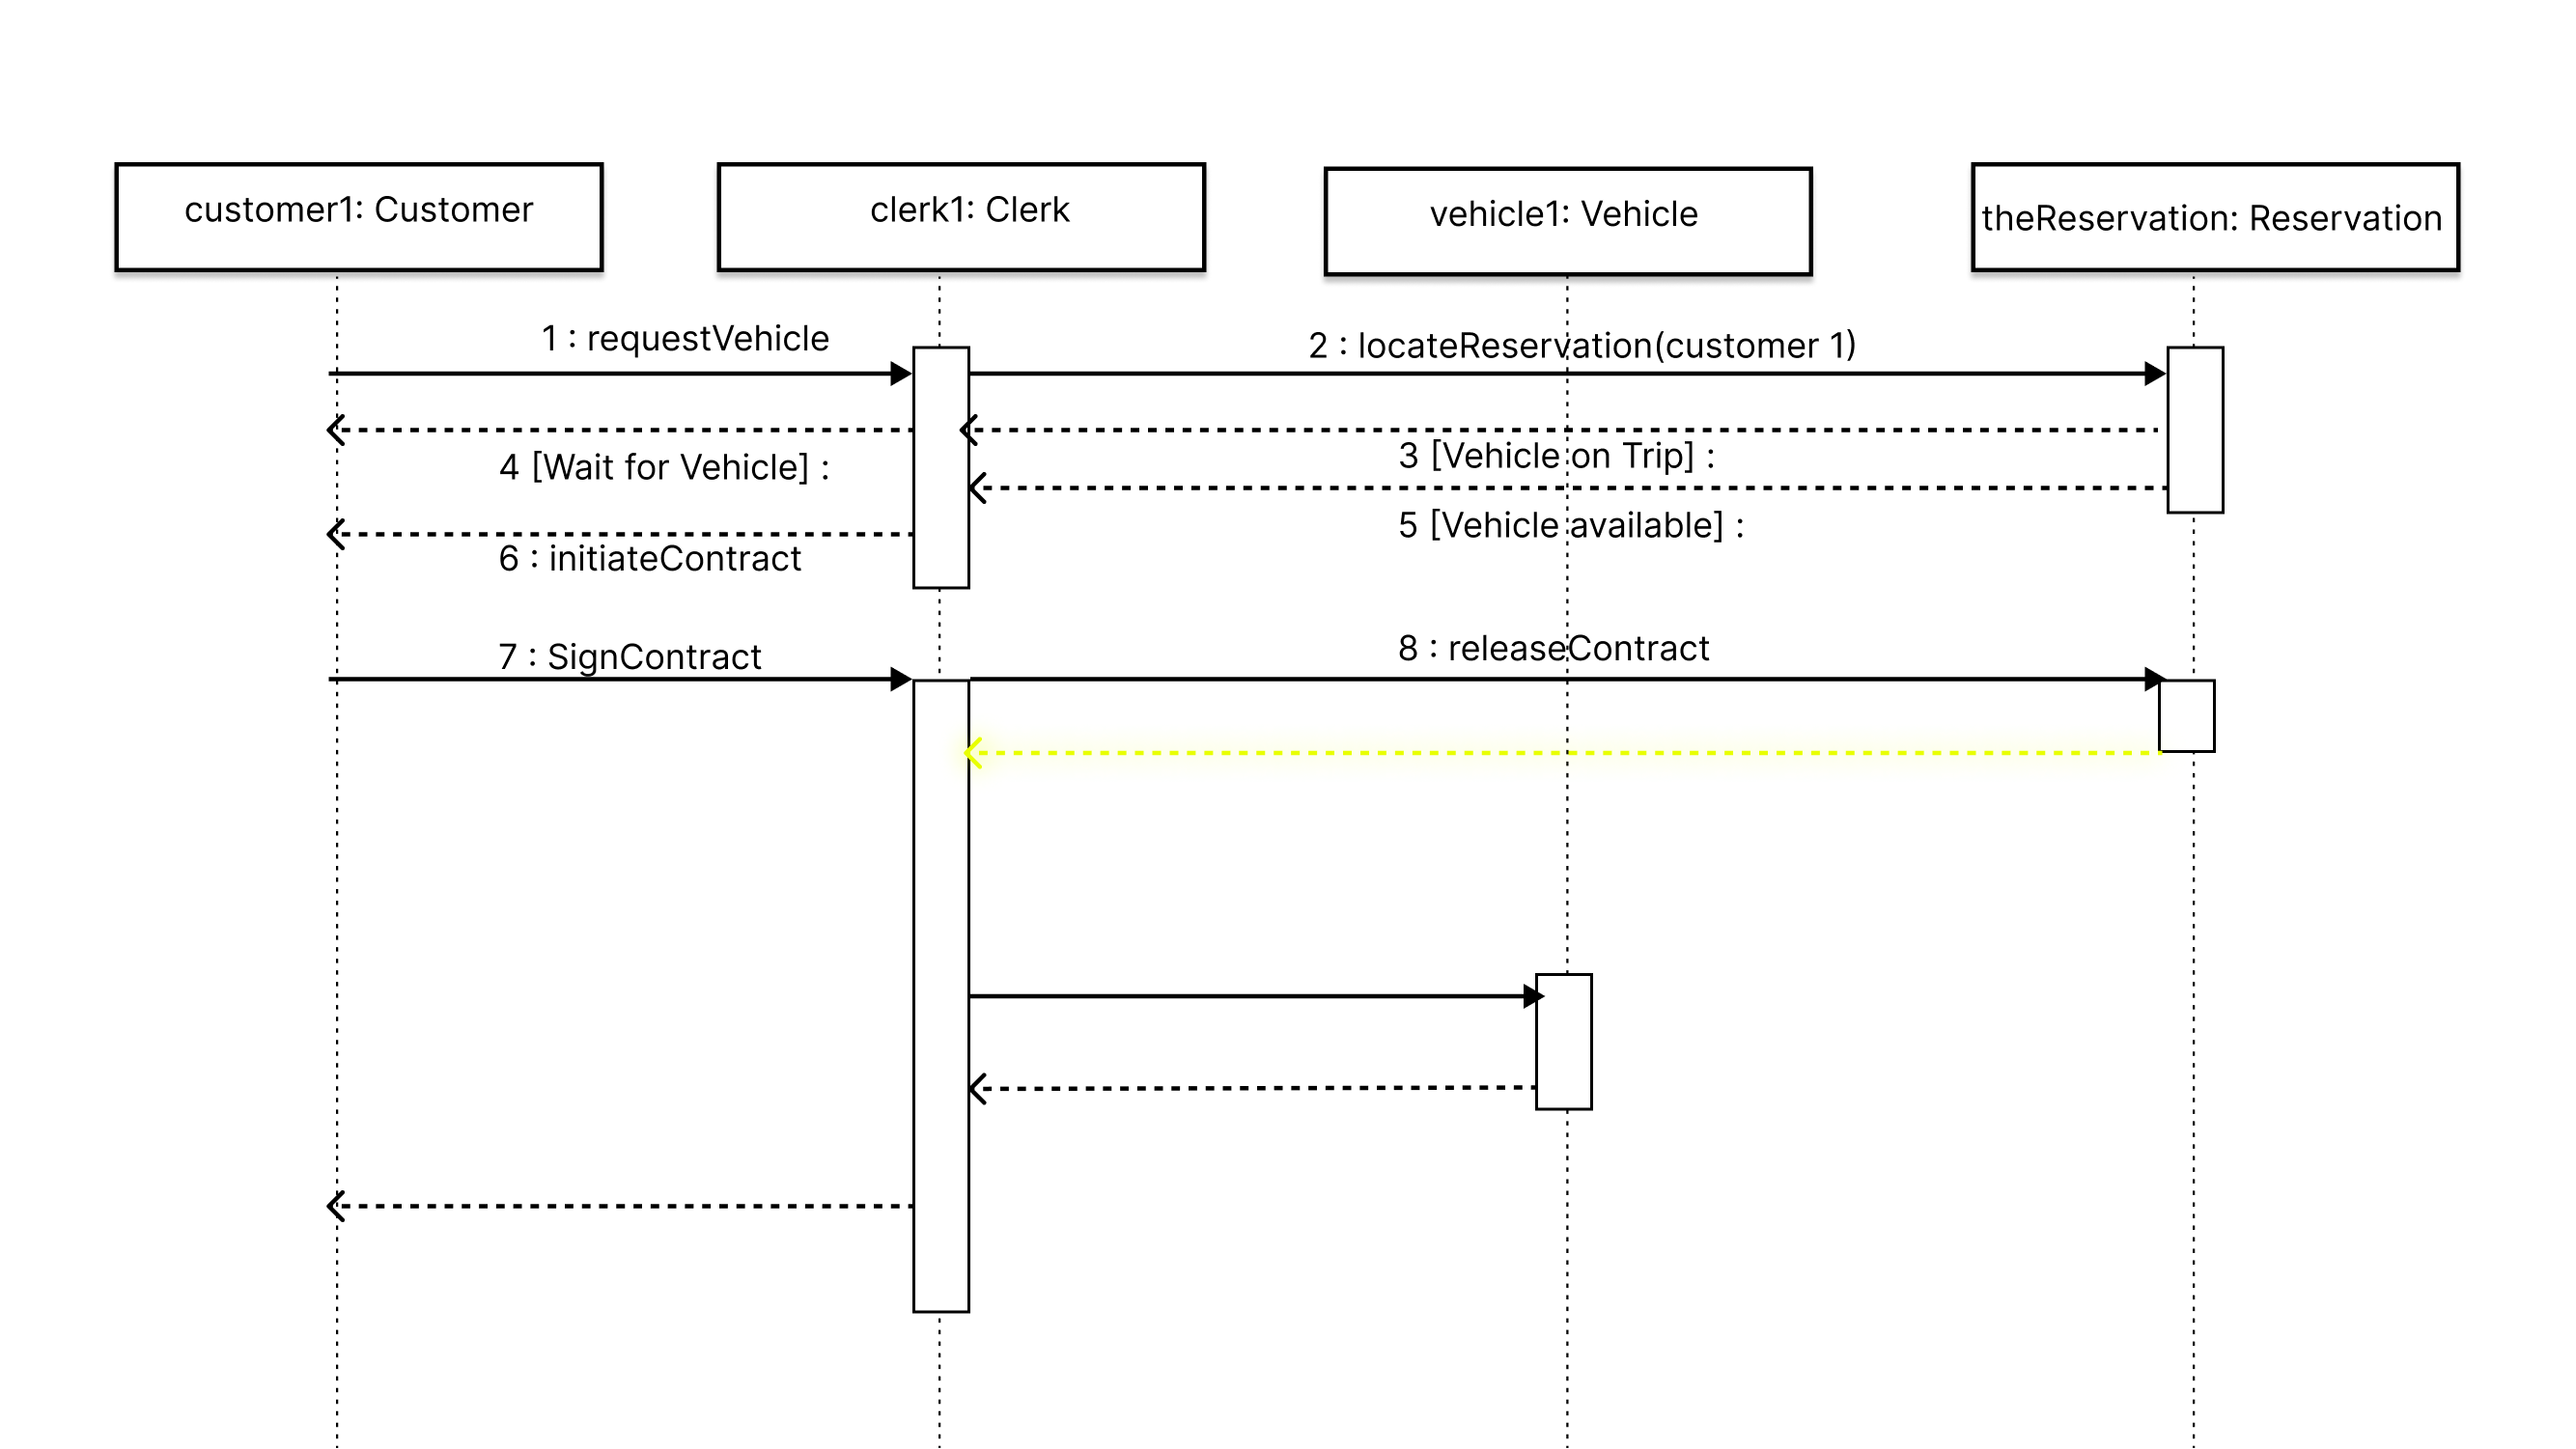 customer1: Customer
clerk1: Clerk
vehicle1: Vehicle
theReservation: Reservation
1 : requestVehicle
2 : locateReservation(customer 1)
3 [Vehicle on Trip] :
4 [Wait for Vehicle] :
5 [Vehicle available] :
6 : initiateContract
7 : SignContract
8 : releaseContract